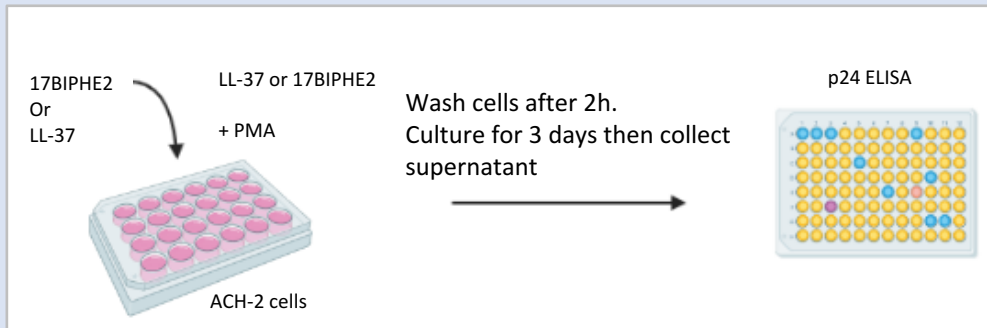 17BIPHE2
Or
LL-37
LL-37 or 17BIPHE2
+ PMA
ACH-2 cells
Wash cells after 2h.
Culture for 3 days then collect
supernatant
p24 ELISA